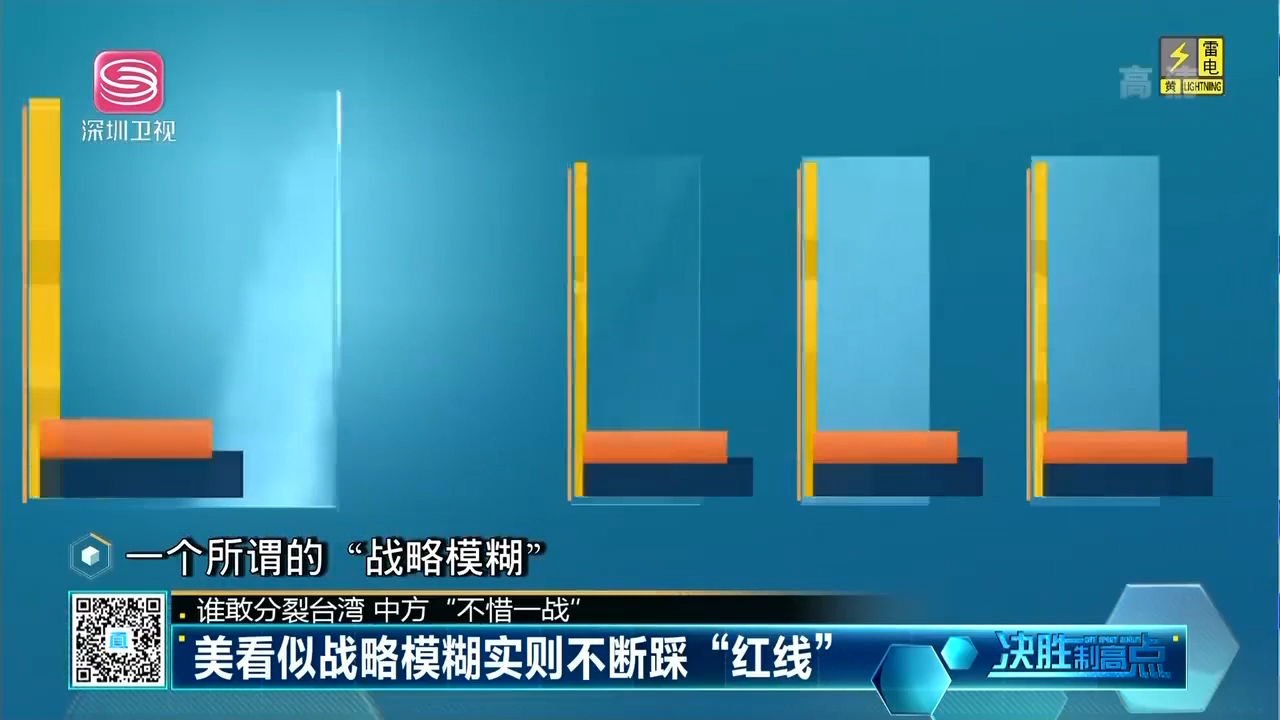 深圳卫视
高清
雷电
黄 LIGHTNING
一个所谓的“战略模糊”
谁敢分裂台湾 中方“不惜一战”
美看似战略模糊实则不断踩“红线”
决胜制高点